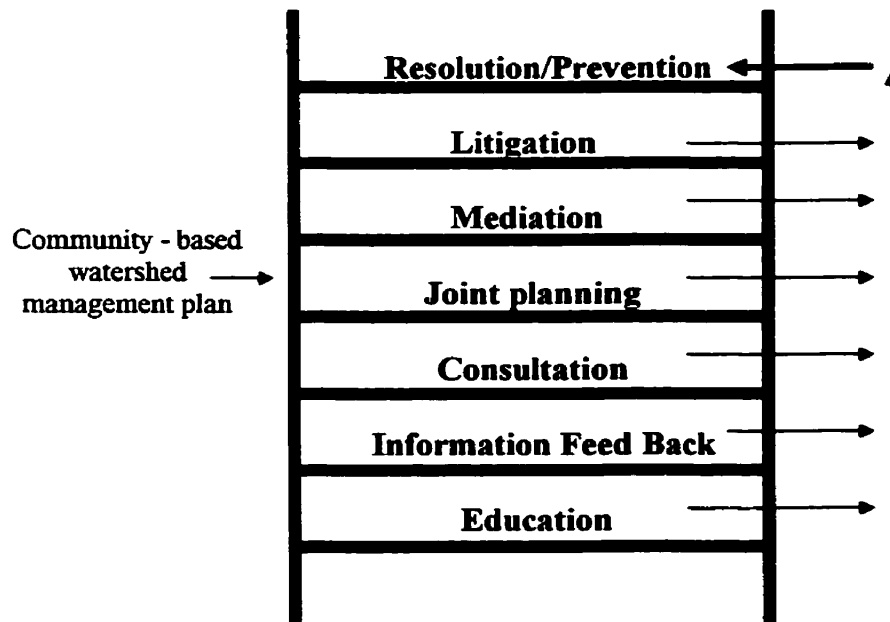 Resolution/Prevention
Litigation
Mediation
Community - based
watershed
management plan
Joint planning
Consultation
Information Feed Back
Education